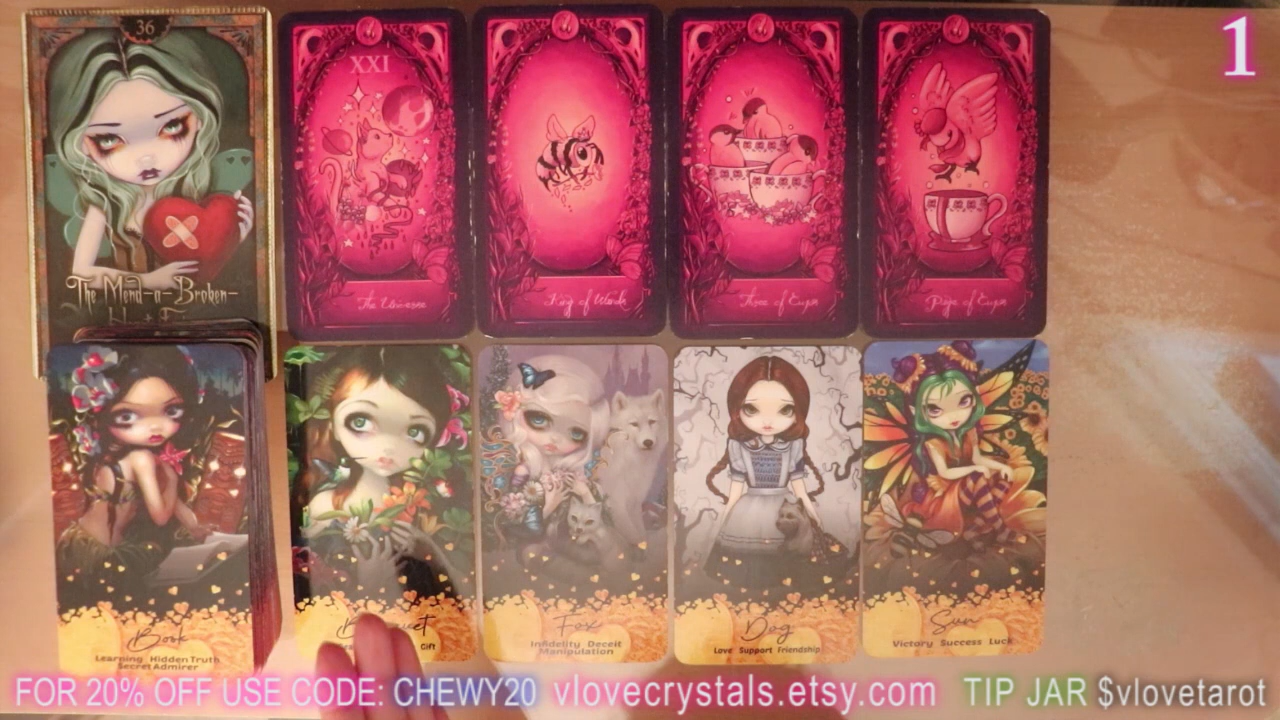 36
The Mend-a-Broken-
XXI
The Universe
King of Wands
Three of Cups
Page of Cups
1
Book
Learning Hidden Truth
Secret Admirer
Gift
Fox
Infidelity Deceit
Manipulation
Dog
Love Support Friendship
Sun
Victory Success Luck
FOR 20% OFF USE CODE: CHEWY20 vlovecrystals.etsy.com TIP JAR $vlovetarot